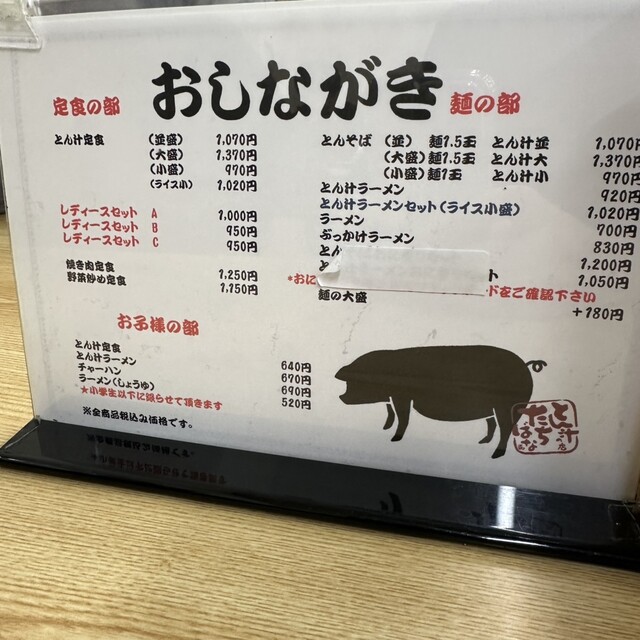 おしながき
定食の部
とん汁定食 (並盛) 1,070円
(大盛) 1,370円
(小盛) 970円
(ライス小) 1,020円
レディースセット A 1,000円
レディースセット B 950円
レディースセット C 950円
焼き肉定食 1,250円
野菜炒め定食 1,150円
お子様の部
とん汁定食 640円
とん汁ラーメン 670円
チャーハン 690円
ラーメン(しょうゆ) 520円
★小学生以下に限らせて頂きます
※全商品税込み価格です。
麺の部
とんそば (並) 麺1.5玉 とん汁並 1,070円
(大盛) 麺1.5玉 とん汁大 1,370円
(小盛) 麺1玉 とん汁小 970円
とん汁ラーメン 920円
とん汁ラーメンセット(ライス小盛) 1,020円
ラーメン 700円
ぶっかけラーメン 830円
とん 1,200円
ト 1,050円
*おに ードをご確認下さい
麺の大盛 +180円
とん汁の店
たちばな